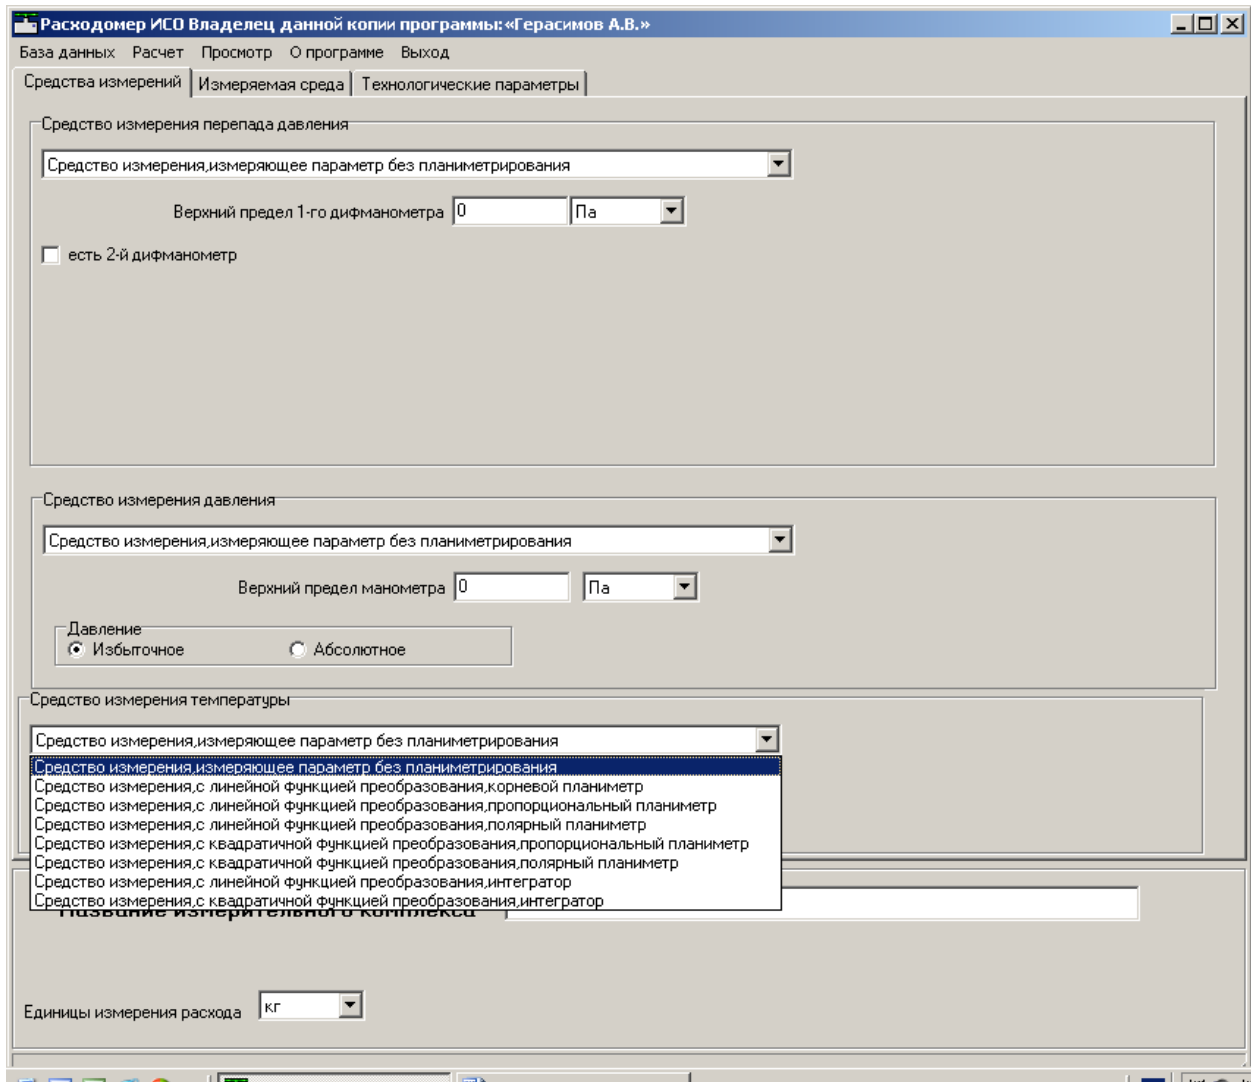 Расходомер ИСО Владелец данной копии программы:«Герасимов А.В.»
База данных Расчет Просмотр О программе Выход
Средства измерений Измеряемая среда Технологические параметры
Средство измерения перепада давления
Средство измерения,измеряющее параметр без планиметрирования
Верхний предел 1-го дифманометра 0 Па
есть 2-й дифманометр
Средство измерения давления
Средство измерения,измеряющее параметр без планиметрирования
Верхний предел манометра 0 Па
Давление
Избыточное Абсолютное
Средство измерения температуры
Средство измерения,измеряющее параметр без планиметрирования
Средство измерения,измеряющее параметр без планиметрирования
Средство измерения,с линейной функцией преобразования,корневой планиметр
Средство измерения,с линейной функцией преобразования,пропорциональный планиметр
Средство измерения,с линейной функцией преобразования,полярный планиметр
Средство измерения,с квадратичной функцией преобразования,пропорциональный планиметр
Средство измерения,с квадратичной функцией преобразования,полярный планиметр
Средство измерения,с линейной функцией преобразования,интегратор
Средство измерения,с квадратичной функцией преобразования,интегратор
Название измерительного комплекса
Единицы измерения расхода кг